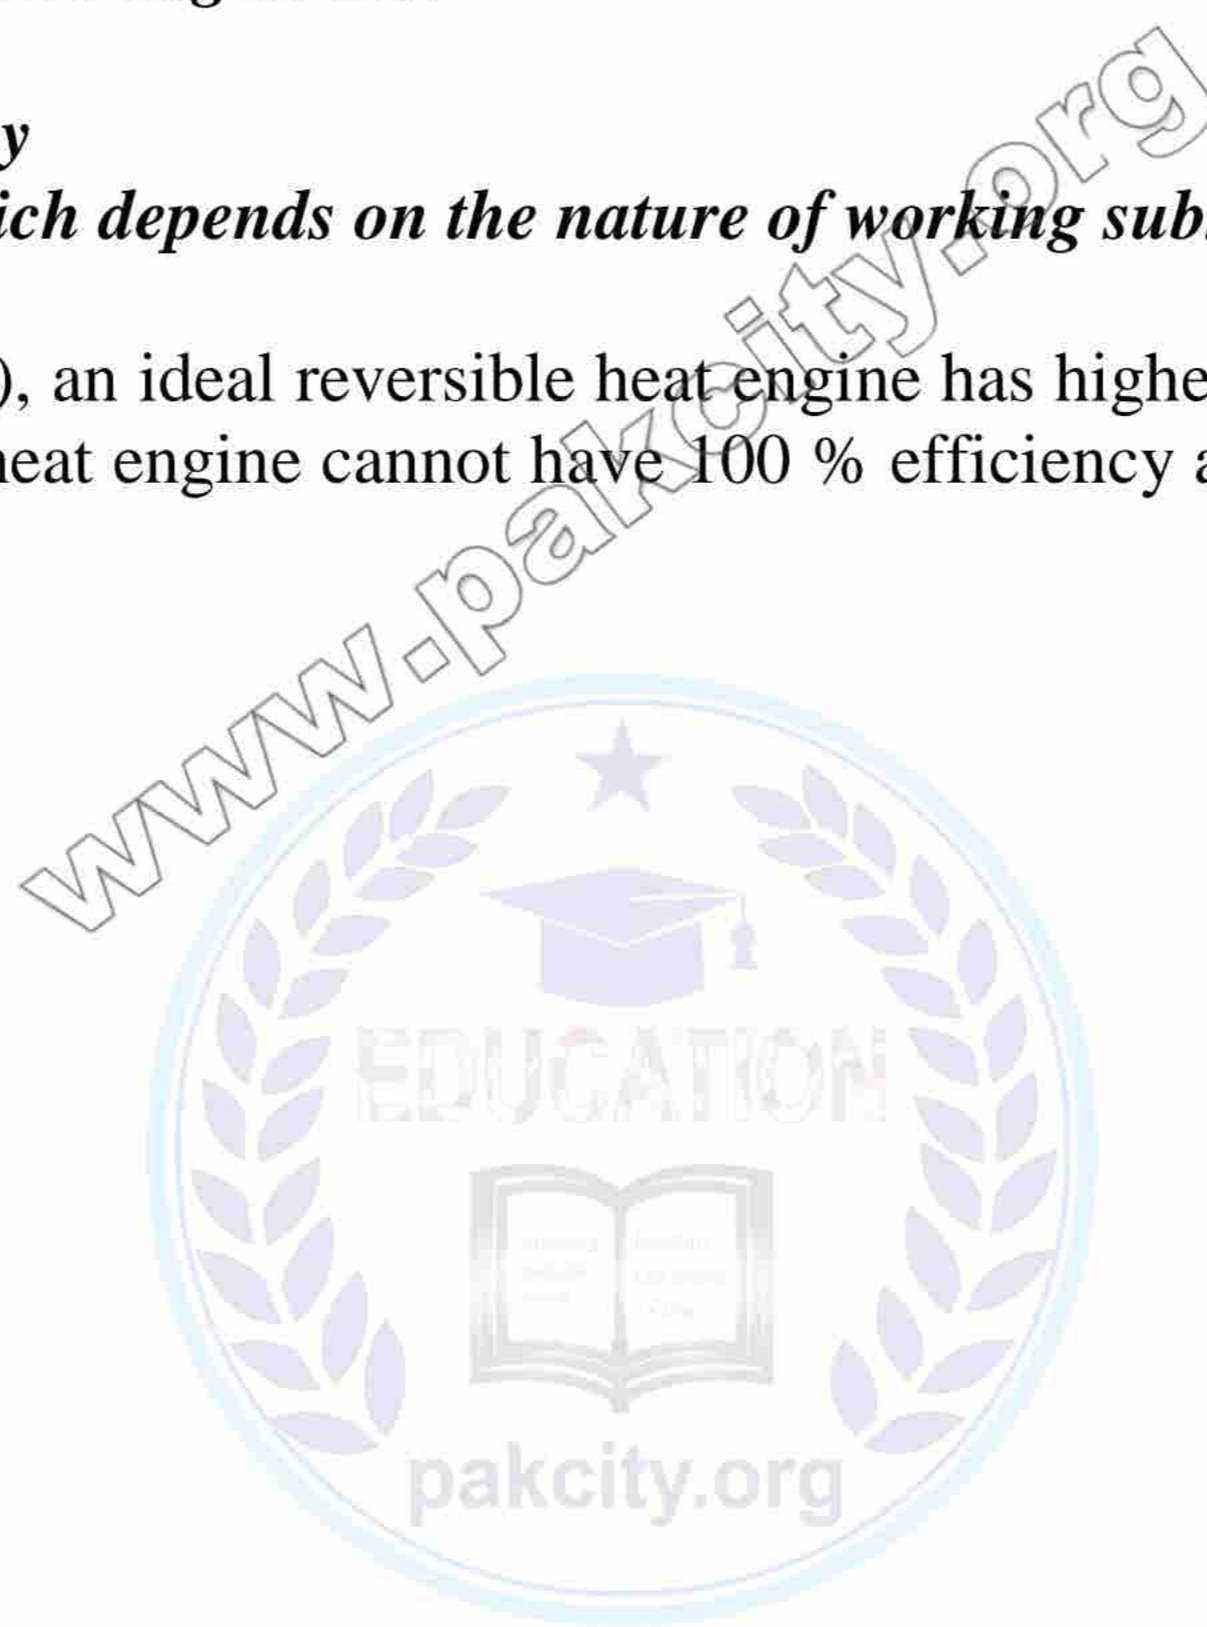 y
ich depends on the nature of working sub
), an ideal reversible heat engine has highe
heat engine cannot have 100 % efficiency a
www.pakcity.org
EDUCATION
pakcity.org